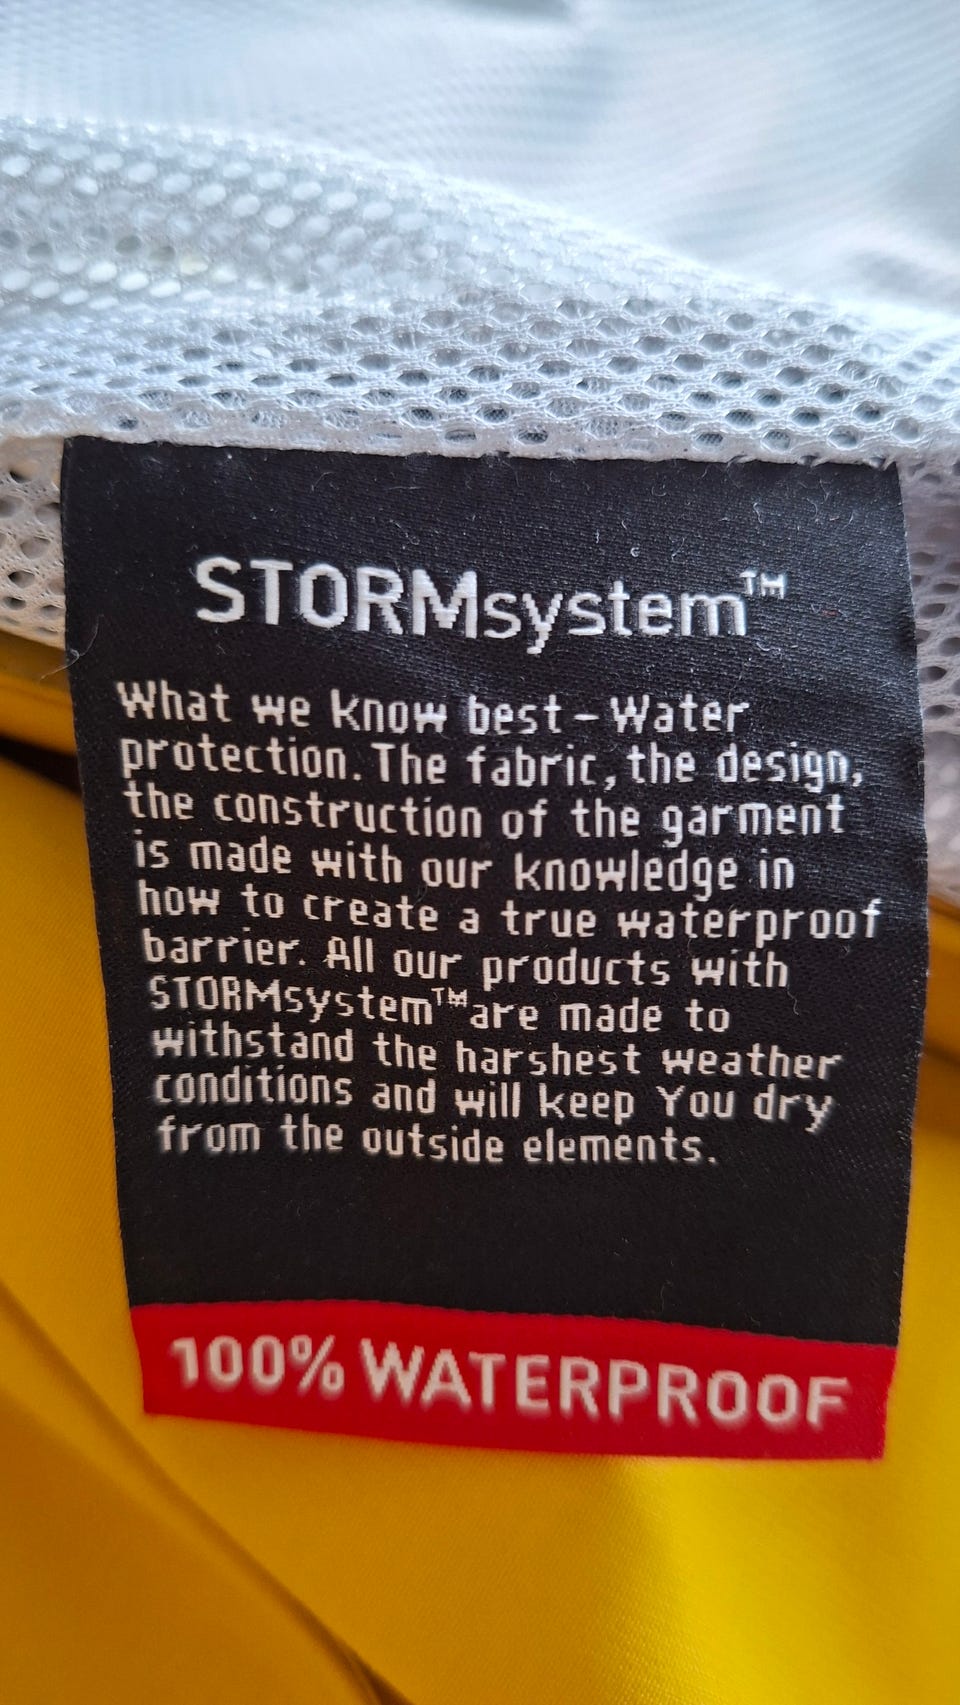 STORMsystem™
What we know best - Water
protection. The fabric, the design,
the construction of the garment
is made with our knowledge in
how to create a true waterproof
barrier. All our products with
STORMsystem™ are made to
withstand the harshest weather
conditions and will keep You dry
from the outside elements.
100% WATERPROOF